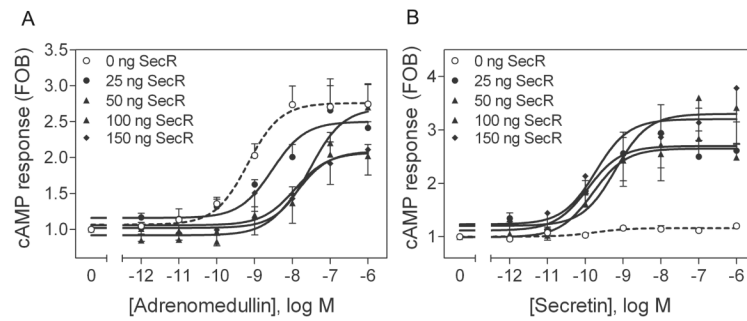 A
cAMP response (FOB)
3.5
3.0
2.5
2.0
1.5
1.0
0 ng SecR
25 ng SecR
50 ng SecR
100 ng SecR
150 ng SecR
0 -12 -11 -10 -9 -8 -7 -6
[Adrenomedullin], log M
B
cAMP response (FOB)
4
3
2
1
0 ng SecR
25 ng SecR
50 ng SecR
100 ng SecR
150 ng SecR
0 -12 -11 -10 -9 -8 -7 -6
[Secretin], log M